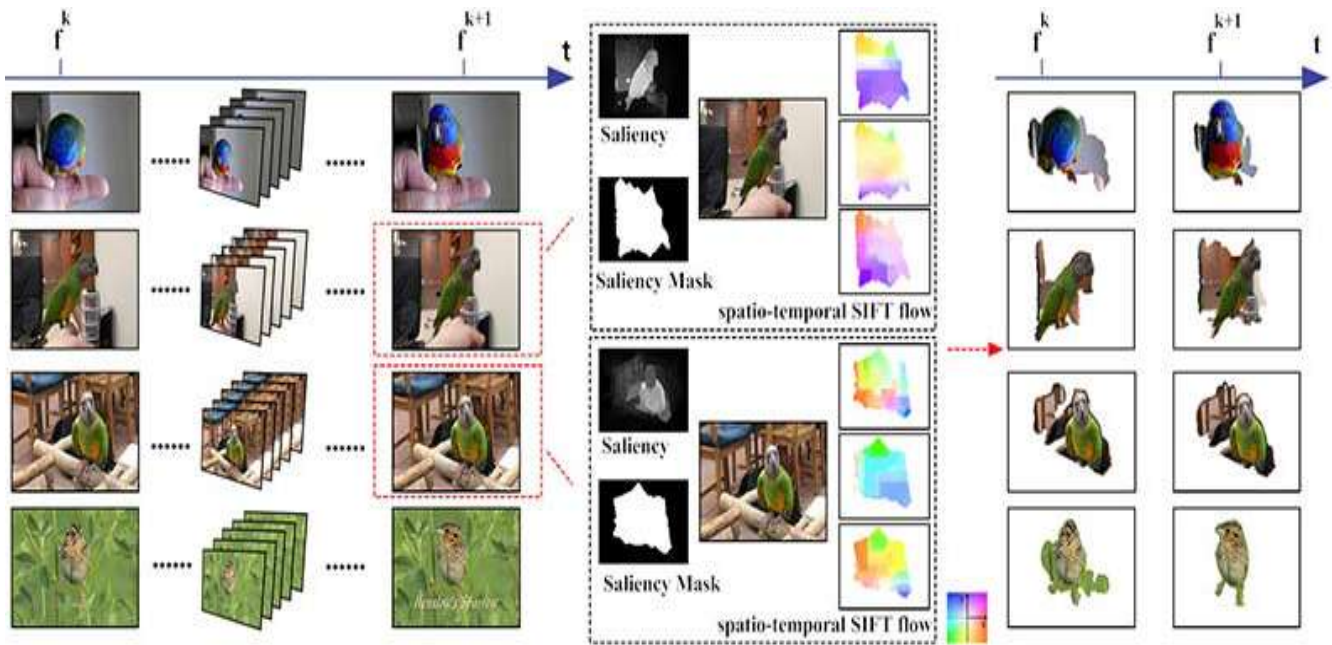 f^k
f^{k+1}
t
Saliency
Saliency Mask
spatio-temporal SIFT flow
Saliency
Saliency Mask
spatio-temporal SIFT flow
f^k
f^{k+1}
t